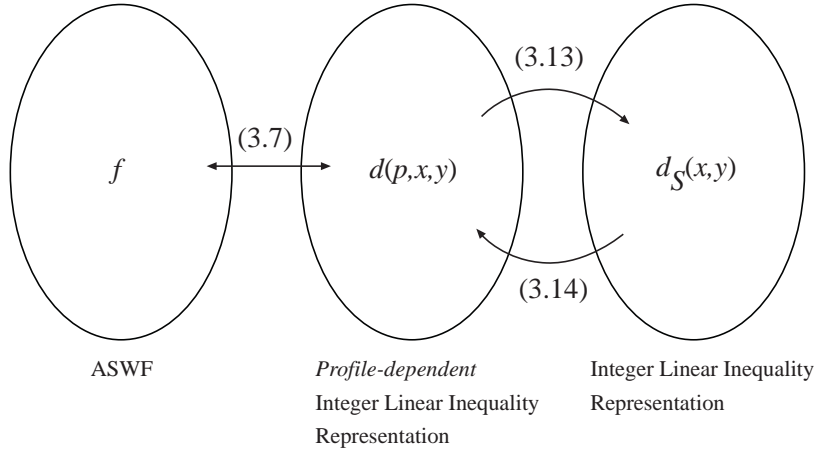 (3.13)
(3.7)
f
d(p,x,y)
d_S(x,y)
(3.14)
ASWF
Profile-dependent
Integer Linear Inequality
Representation
Integer Linear Inequality
Representation